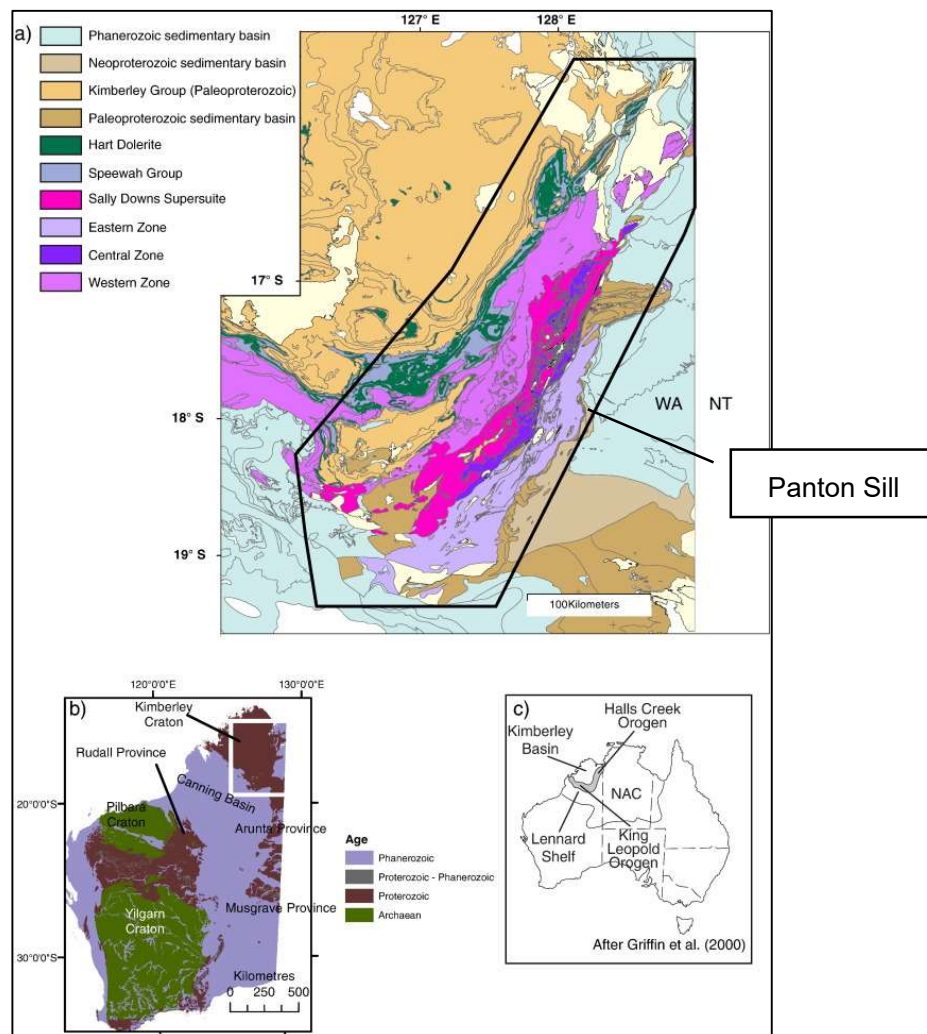 a)
127° E
128° E
Phanerozoic sedimentary basin
Neoproterozoic sedimentary basin
Kimberley Group (Paleoproterozoic)
Paleoproterozoic sedimentary basin
Hart Dolerite
Speewah Group
Sally Downs Supersuite
Eastern Zone
Central Zone
Western Zone
17° S
18° S
19° S
WA
NT
Panton Sill
100Kilometers
120°0'0"E
130°0'0"E
b)
Kimberley
Craton
Rudall Province
Canning Basin
20°0'0"S
Pilbara
Craton
Arunta Province
Musgrave Province
Yilgarn
Craton
30°0'0"S
Kilometres
0
250
500
Age
Phanerozoic
Proterozoic - Phanerozoic
Proterozoic
Archaean
c)
Halls Creek
Orogen
Kimberley
Basin
NAC
Lennard
Shelf
King
Leopold
Orogen
After Griffin et al. (2000)